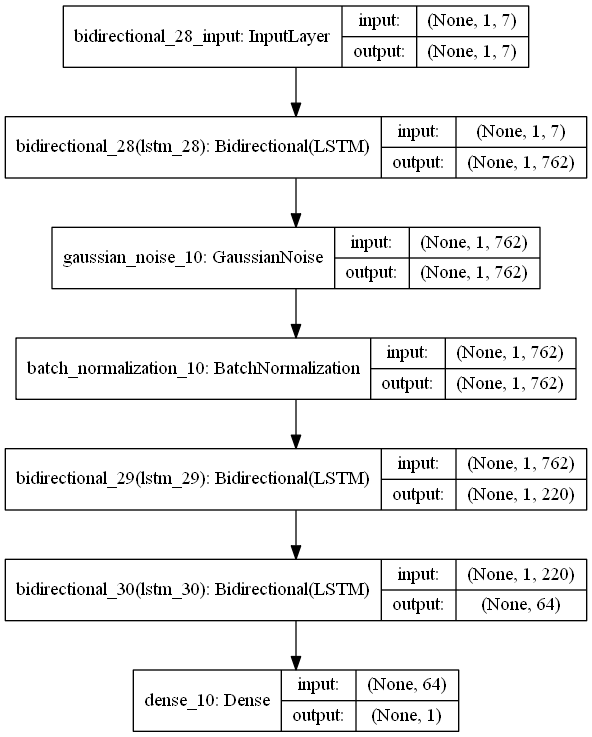 bidirectional_28_input: InputLayer
input:
(None, 1, 7)
output:
(None, 1, 7)
bidirectional_28(lstm_28): Bidirectional(LSTM)
input:
(None, 1, 7)
output:
(None, 1, 762)
gaussian_noise_10: GaussianNoise
input:
(None, 1, 762)
output:
(None, 1, 762)
batch_normalization_10: BatchNormalization
input:
(None, 1, 762)
output:
(None, 1, 762)
bidirectional_29(lstm_29): Bidirectional(LSTM)
input:
(None, 1, 762)
output:
(None, 1, 220)
bidirectional_30(lstm_30): Bidirectional(LSTM)
input:
(None, 1, 220)
output:
(None, 64)
dense_10: Dense
input:
(None, 64)
output:
(None, 1)